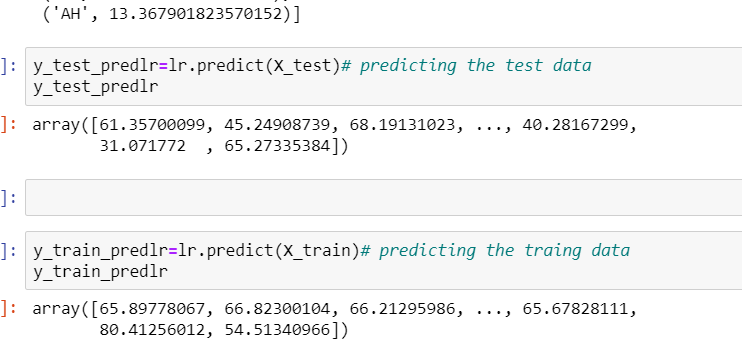 ('AH', 13.367901823570152)]
]: y_test_predlr=lr.predict(X_test)# predicting the test data
y_test_predlr
]: array([61.35700099, 45.24908739, 68.19131023, ..., 40.28167299,
31.071772  , 65.27335384])
]:
]: y_train_predlr=lr.predict(X_train)# predicting the traing data
y_train_predlr
]: array([65.89778067, 66.82300104, 66.21295986, ..., 65.67828111,
80.41256012, 54.51340966])